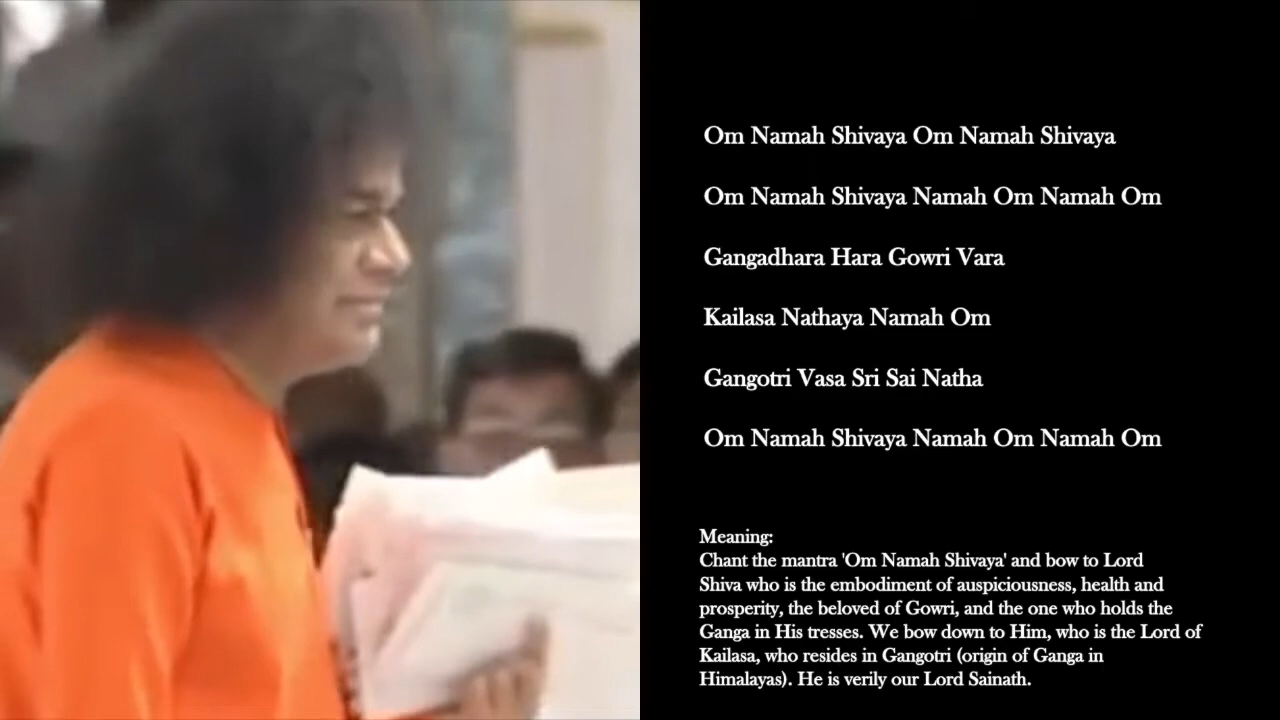 Om Namah Shivaya Om Namah Shivaya
Om Namah Shivaya Namah Om Namah Om
Gangadhara Hara Gowri Vara
Kailasa Nathaya Namah Om
Gangotri Vasa Sri Sai Natha
Om Namah Shivaya Namah Om Namah Om
Meaning:
Chant the mantra 'Om Namah Shivaya' and bow to Lord
Shiva who is the embodiment of auspiciousness, health and
prosperity, the beloved of Gowri, and the one who holds the
Ganga in His tresses. We bow down to Him, who is the Lord of
Kailasa, who resides in Gangotri (origin of Ganga in
Himalayas). He is verily our Lord Sainath.